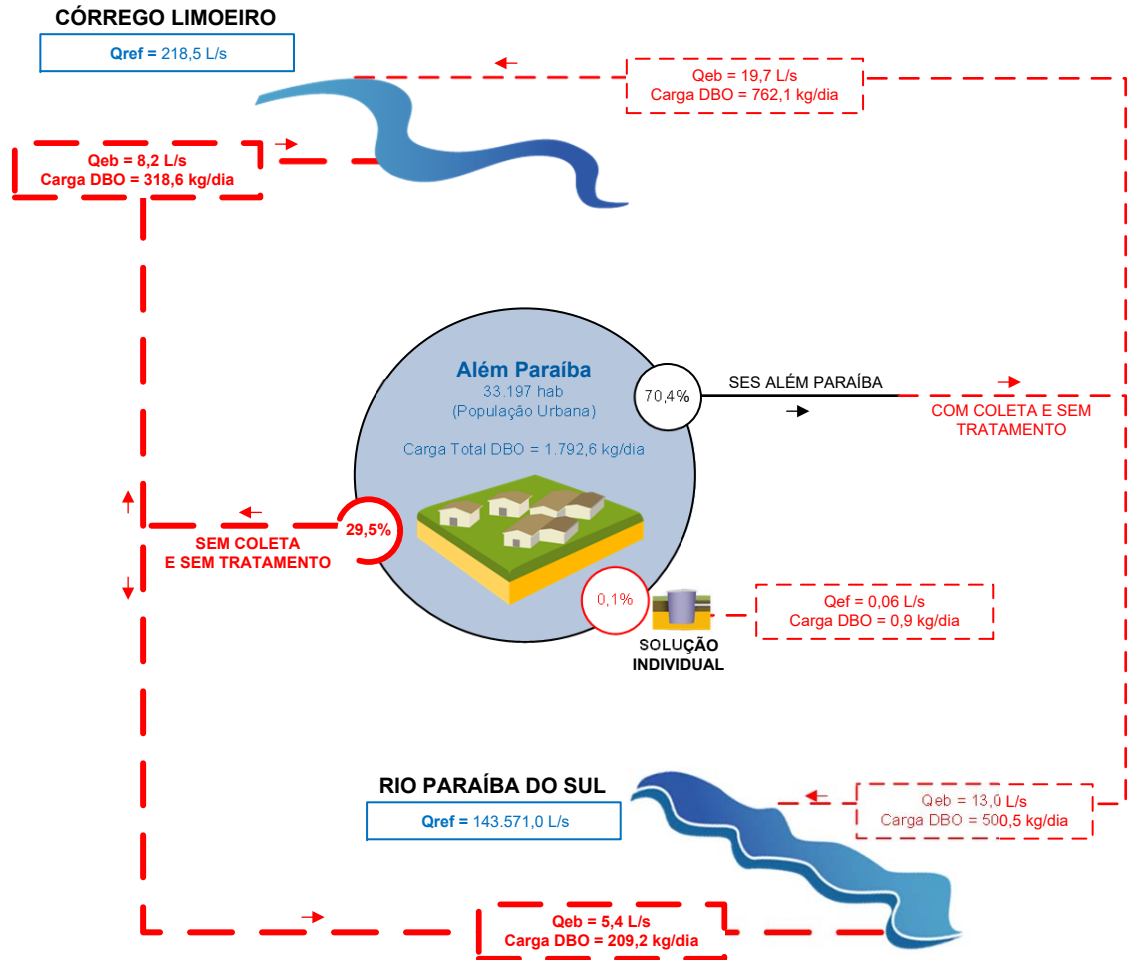 CÓRREGO LIMOEIRO
Qref = 218,5 L/s
Qeb = 19,7 L/s
Carga DBO = 762,1 kg/dia
Qeb = 8,2 L/s
Carga DBO = 318,6 kg/dia
Além Paraíba
33.197 hab
(População Urbana)
Carga Total DBO = 1.792,6 kg/dia
70,4%
SES ALÉM PARAÍBA
COM COLETA E SEM
TRATAMENTO
29,5%
SEM COLETA
E SEM TRATAMENTO
0,1%
SOLUÇÃO
INDIVIDUAL
Qef = 0,06 L/s
Carga DBO = 0,9 kg/dia
RIO PARAÍBA DO SUL
Qref = 143.571,0 L/s
Qeb = 13,0 L/s
Carga DBO = 500,5 kg/dia
Qeb = 5,4 L/s
Carga DBO = 209,2 kg/dia